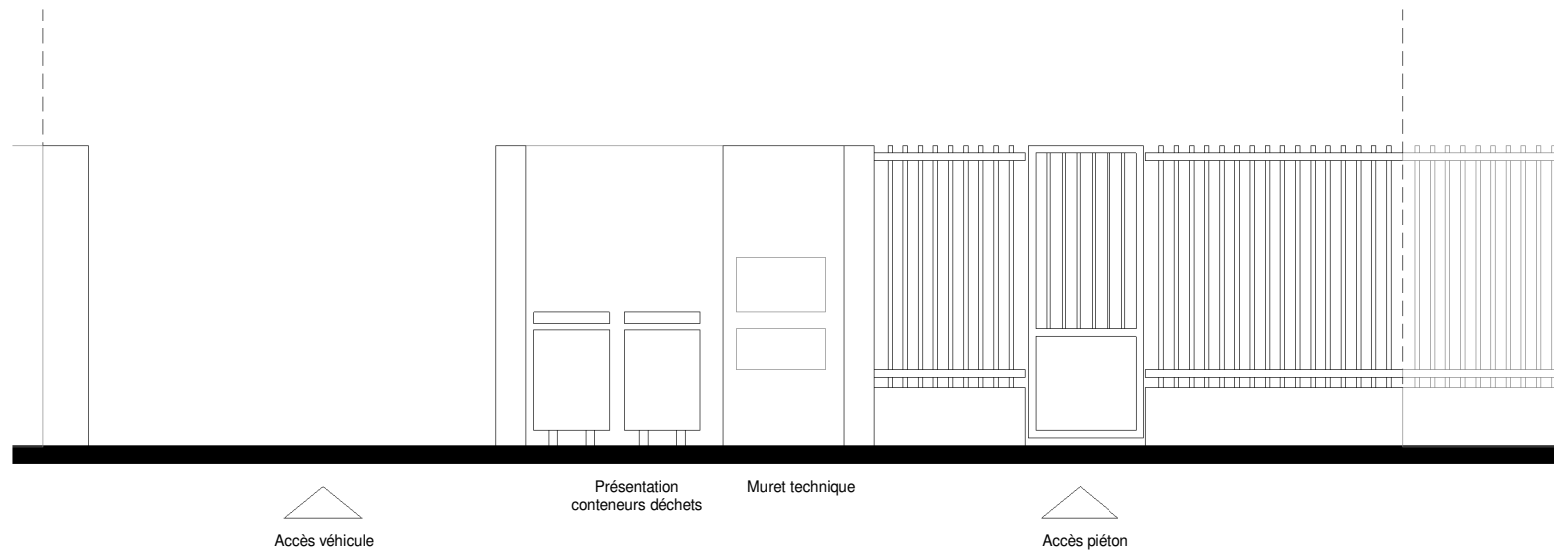 Présentation
conteneurs déchets
Muret technique
Accès véhicule
Accès piéton